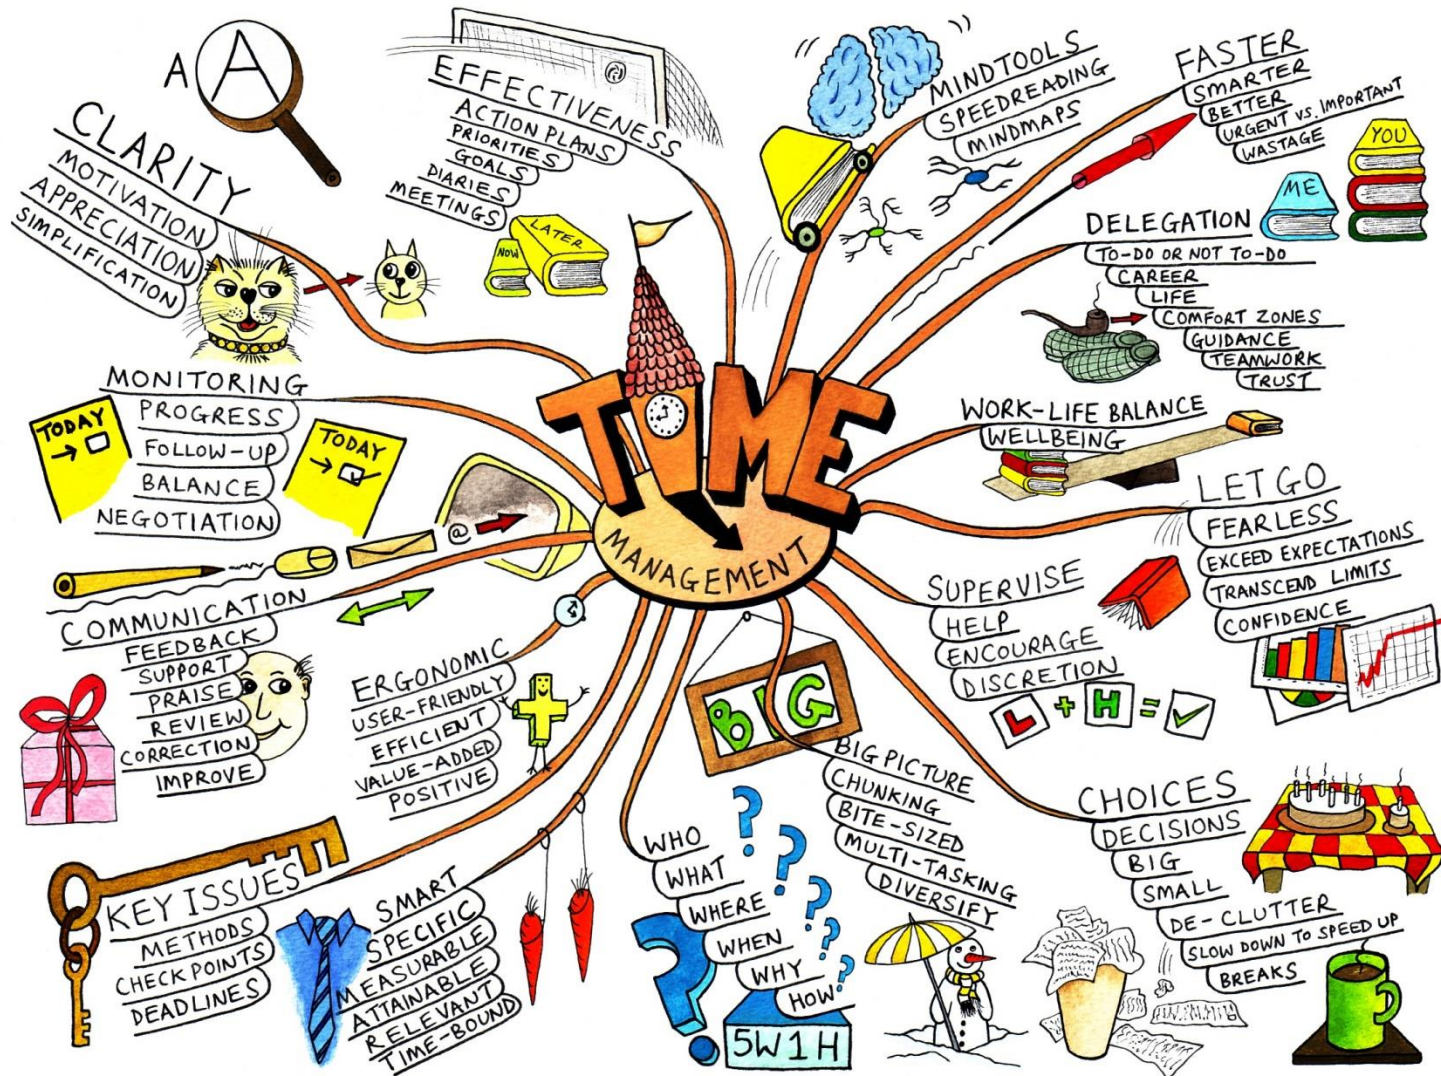 TIME
MANAGEMENT
A A
CLARITY
MOTIVATION
APPRECIATION
SIMPLIFICATION
EFFECTIVENESS
ACTION PLANS
PRIORITIES
GOALS
DIARIES
MEETINGS
NOW
LATER
MINDTOOLS
SPEEDREADING
MINDMAPS
FASTER
SMARTER
BETTER
URGENT VS. IMPORTANT
WASTAGE
YOU
ME
DELEGATION
TO-DO OR NOT TO-DO
CAREER
LIFE
COMFORT ZONES
GUIDANCE
TEAMWORK
TRUST
WORK-LIFE BALANCE
WELLBEING
LET GO
FEARLESS
EXCEED EXPECTATIONS
TRANSCEND LIMITS
CONFIDENCE
SUPERVISE
HELP
ENCOURAGE
DISCRETION
L + H =
CHOICES
DECISIONS
BIG
SMALL
DE-CLUTTER
SLOW DOWN TO SPEED UP
BREAKS
BIG
BIG PICTURE
CHUNKING
BITE-SIZED
MULTI-TASKING
DIVERSIFY
WHO
WHAT
WHERE
WHEN
WHY
HOW
? ? ? ? ? ? ?
5W1H
SMART
SPECIFIC
MEASURABLE
ATTAINABLE
RELEVANT
TIME-BOUND
KEY ISSUES
METHODS
CHECK POINTS
DEADLINES
ERGONOMIC
USER-FRIENDLY
EFFICIENT
VALUE-ADDED
POSITIVE
COMMUNICATION
FEEDBACK
SUPPORT
PRAISE
REVIEW
CORRECTION
IMPROVE
@
MONITORING
PROGRESS
FOLLOW-UP
BALANCE
NEGOTIATION
TODAY
→
TODAY
→